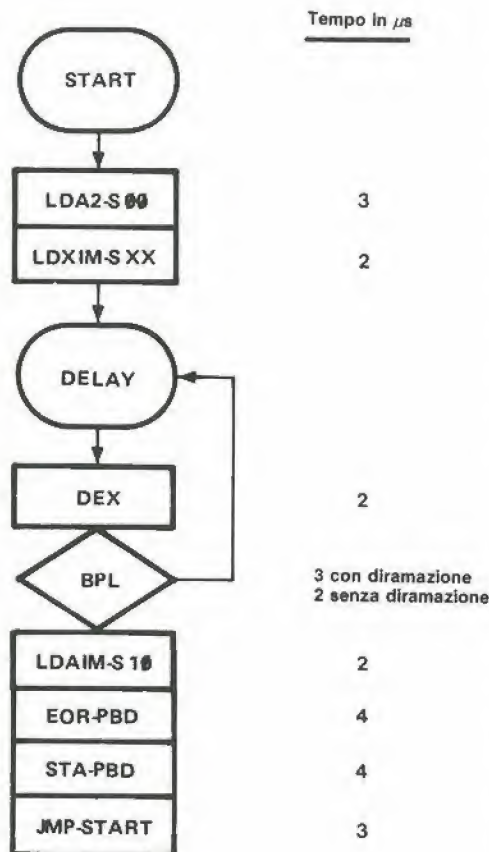 Tempo in µs
START
LDA2-S 00 3
LDXIM-S XX 2
DELAY
DEX 2
BPL 3 con diramazione
2 senza diramazione
LDAIM-S 10 2
EOR-PBD 4
STA-PBD 4
JMP-START 3